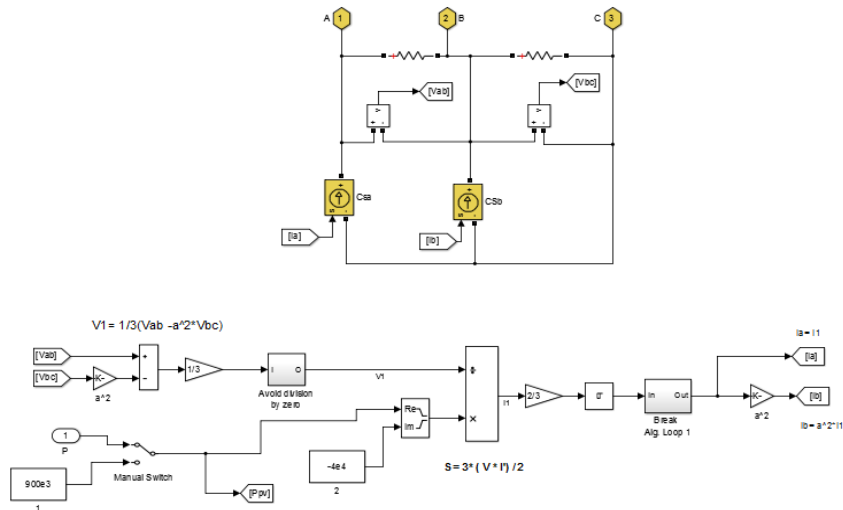 A 1 2 B C 3
[Vab] [Vbc]
v v
+ - + -
+ +
Csa CSb
s - s -
[Ia] [Ib]
V1 = 1/3(Vab -a^2*Vbc)
Ia = I1
[Vab] + [Ia]
1/3 I O
[Vbc] K- - V1
a^2 Avoid division
by zero
÷
×
I1 2/3 In Out K- [Ib]
Re
Im
Break
Alg. Loop 1
a^2
Ib = a^2*I1
1
P
Manual Switch
-4e4
2
S = 3* ( V * I') /2
900e3
1
[Ppv]